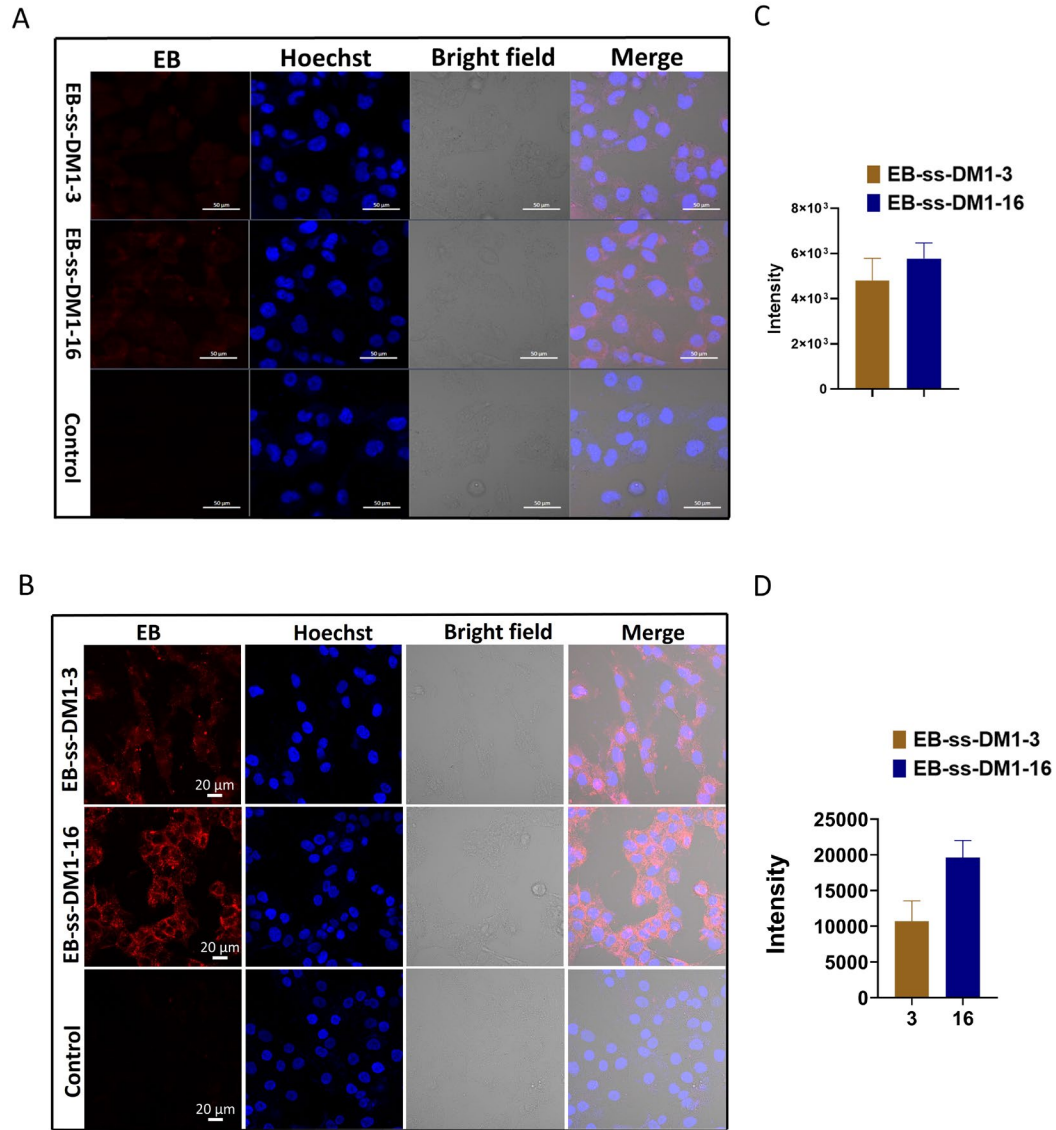 A
EB Hoechst Bright field Merge
EB-ss-DM1-3
50 µm 50 µm 50 µm 50 µm
EB-ss-DM1-16
50 µm 50 µm 50 µm 50 µm
Control
50 µm 50 µm 50 µm 50 µm
C
EB-ss-DM1-3
EB-ss-DM1-16
Intensity
8×10³
6×10³
4×10³
2×10³
0
B
EB Hoechst Bright field Merge
EB-ss-DM1-3
20 µm
EB-ss-DM1-16
20 µm
Control
20 µm
D
EB-ss-DM1-3
EB-ss-DM1-16
Intensity
25000
20000
15000
10000
5000
0
3 16